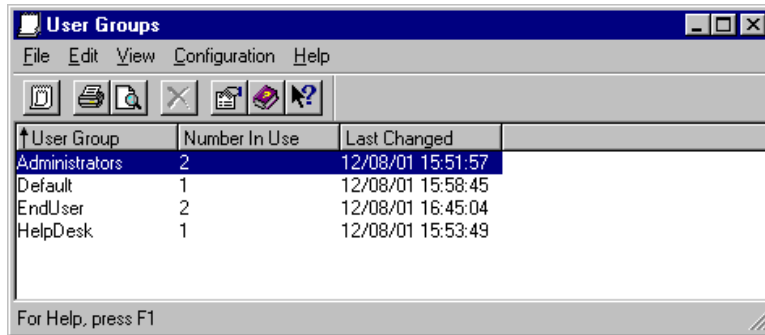 User Groups
File Edit View Configuration Help
User Group Number In Use Last Changed
Administrators 2 12/08/01 15:51:57
Default 1 12/08/01 15:58:45
EndUser 2 12/08/01 16:45:04
HelpDesk 1 12/08/01 15:53:49
For Help, press F1